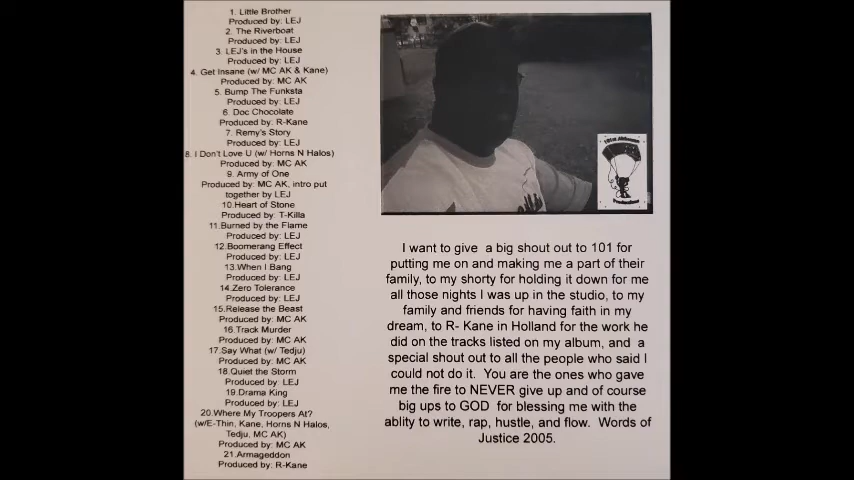 1. Little Brother
Produced by: LEJ
2. The Riverboat
Produced by: LEJ
3. LEJ's in the House
Produced by: LEJ
4. Get Insane (w/ MC AK & Kane)
Produced by: MC AK
5. Bump The Funksta
Produced by: LEJ
6. Doc Chocolate
Produced by: R-Kane
7. Remy's Story
Produced by: LEJ
8. I Don't Love U (w/ Horns N Halos)
Produced by: MC AK
9. Army of One
Produced by: MC AK, intro put
together by LEJ
10.Heart of Stone
Produced by: T-Killa
11.Burned by the Flame
Produced by: LEJ
12.Boomerang Effect
Produced by: LEJ
13.When I Bang
Produced by: LEJ
14.Zero Tolerance
Produced by: LEJ
15.Release the Beast
Produced by: MC AK
16.Track Murder
Produced by: MC AK
17.Say What (w/ Tedju)
Produced by: MC AK
18.Quiet the Storm
Produced by LEJ
19.Drama King
Produced by: LEJ
20.Where My Troopers At?
(w/E-Thin, Kane, Horns N Halos,
Tedju, MC AK)
Produced by: MC AK
21.Armageddon
Produced by: R-Kane
101st Airborne
Productions
I want to give a big shout out to 101 for
putting me on and making me a part of their
family, to my shorty for holding it down for me
all those nights I was up in the studio, to my
family and friends for having faith in my
dream, to R- Kane in Holland for the work he
did on the tracks listed on my album, and a
special shout out to all the people who said I
could not do it. You are the ones who gave
me the fire to NEVER give up and of course
big ups to GOD for blessing me with the
ablity to write, rap, hustle, and flow. Words of
Justice 2005.